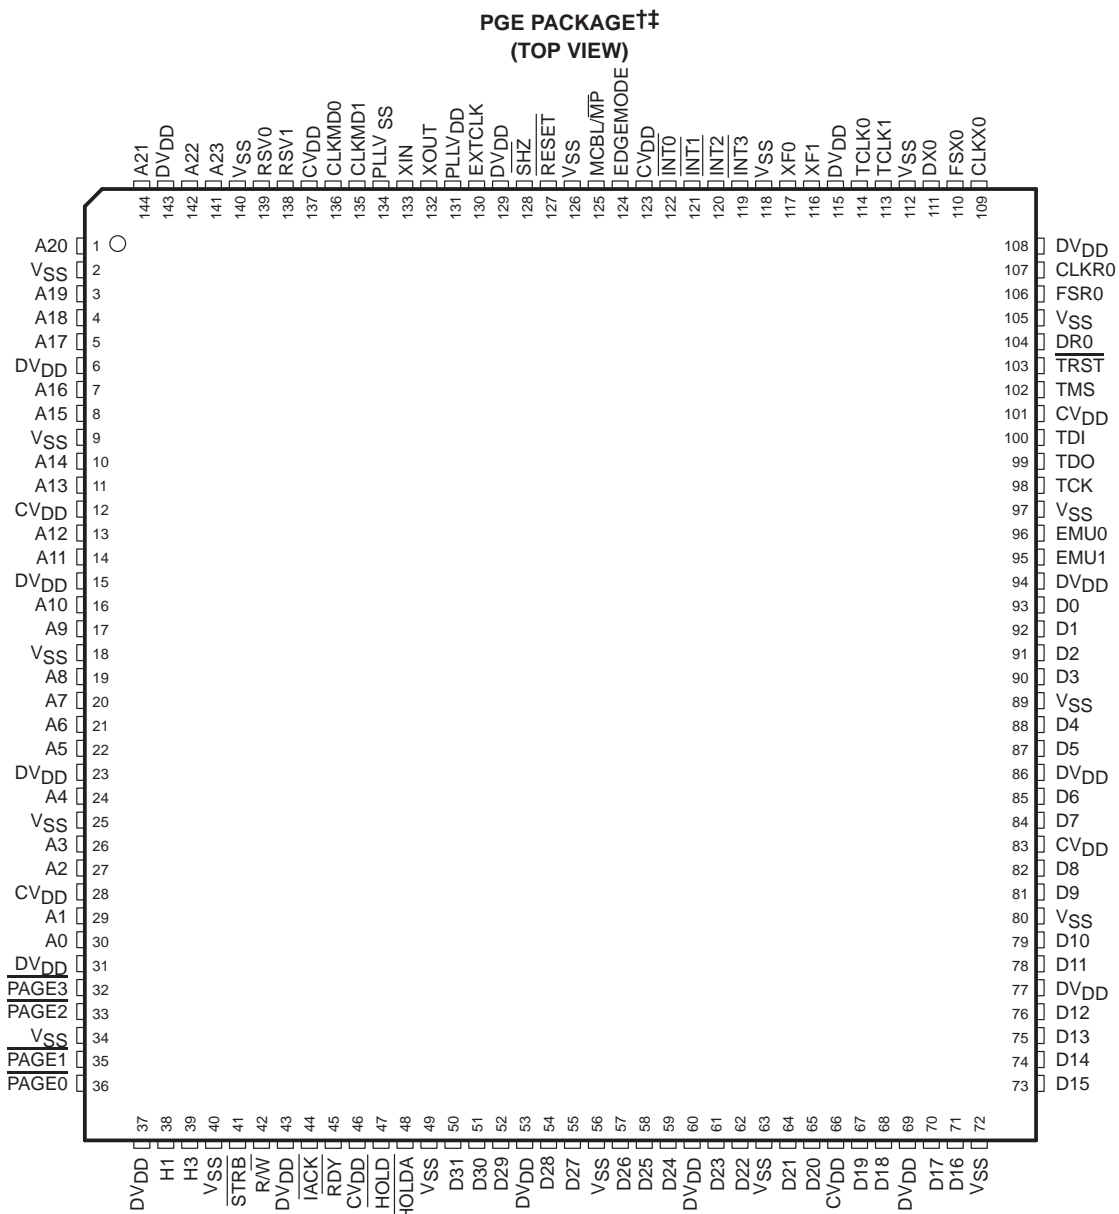 PGE PACKAGE†‡
(TOP VIEW)
A21
DVDD
A22
A23
VSS
RSV0
RSV1
CVDD
CLKMD0
CLKMD1
PLLVSS
XIN
XOUT
PLLVDD
EXTCLK
DVDD
SHZ
RESET
VSS
MCBL/MP
EDGEMODE
CVDD
INT0
INT1
INT2
INT3
VSS
XF0
XF1
DVDD
TCLK0
TCLK1
VSS
DX0
FSX0
CLKX0
144
143
142
141
140
139
138
137
136
135
134
133
132
131
130
129
128
127
126
125
124
123
122
121
120
119
118
117
116
115
114
113
112
111
110
109
A20 1 108 DVDD
VSS 2 107 CLKR0
A19 3 106 FSR0
A18 4 105 VSS
A17 5 104 DR0
DVDD 6 103 TRST
A16 7 102 TMS
A15 8 101 CVDD
VSS 9 100 TDI
A14 10 99 TDO
A13 11 98 TCK
CVDD 12 97 VSS
A12 13 96 EMU0
A11 14 95 EMU1
DVDD 15 94 DVDD
A10 16 93 D0
A9 17 92 D1
VSS 18 91 D2
A8 19 90 D3
A7 20 89 VSS
A6 21 88 D4
A5 22 87 D5
DVDD 23 86 DVDD
A4 24 85 D6
VSS 25 84 D7
A3 26 83 CVDD
A2 27 82 D8
CVDD 28 81 D9
A1 29 80 VSS
A0 30 79 D10
DVDD 31 78 D11
PAGE3 32 77 DVDD
PAGE2 33 76 D12
VSS 34 75 D13
PAGE1 35 74 D14
PAGE0 36 73 D15
37
38
39
40
41
42
43
44
45
46
47
48
49
50
51
52
53
54
55
56
57
58
59
60
61
62
63
64
65
66
67
68
69
70
71
72
DVDD
H1
H3
VSS
STRB
R/W
DVDD
IACK
RDY
CVDD
HOLD
HOLDA
VSS
D31
D30
D29
DVDD
D28
D27
VSS
D26
D25
D24
DVDD
D23
D22
VSS
D21
D20
CVDD
D19
D18
DVDD
D17
D16
VSS